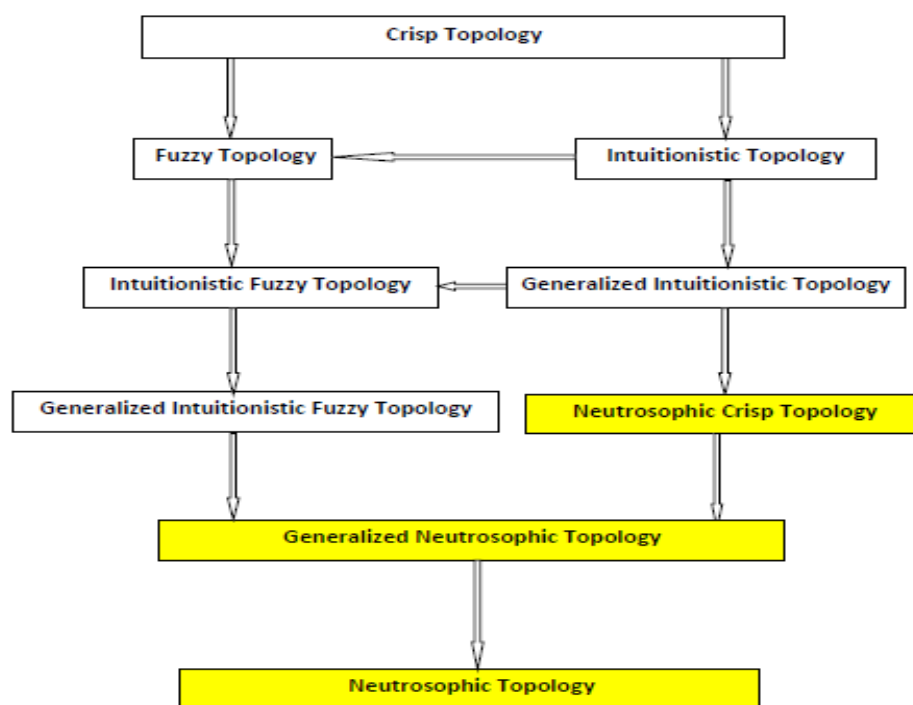 Crisp Topology
Fuzzy Topology
Intuitionistic Topology
Intuitionistic Fuzzy Topology
Generalized Intuitionistic Topology
Generalized Intuitionistic Fuzzy Topology
Neutrosophic Crisp Topology
Generalized Neutrosophic Topology
Neutrosophic Topology